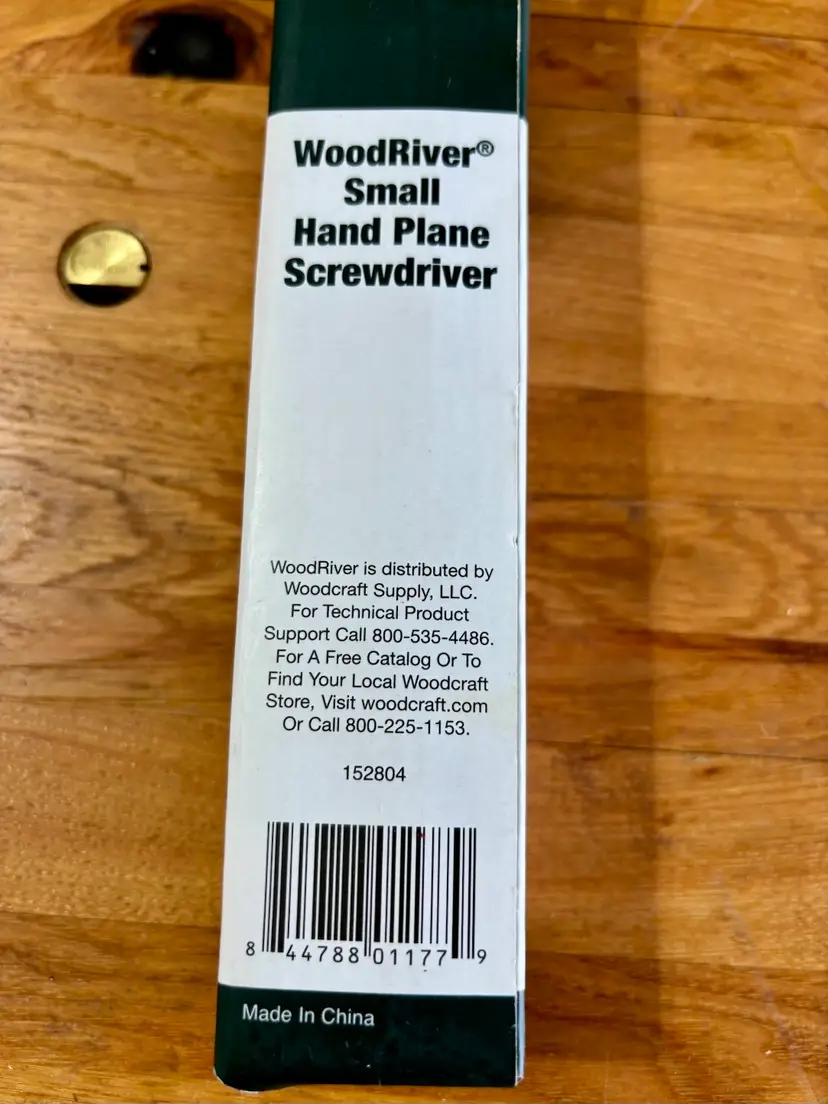 WoodRiver®
Small
Hand Plane
Screwdriver
WoodRiver is distributed by
Woodcraft Supply, LLC.
For Technical Product
Support Call 800-535-4486.
For A Free Catalog Or To
Find Your Local Woodcraft
Store, Visit woodcraft.com
Or Call 800-225-1153.
152804
8 44788 01177 9
Made In China